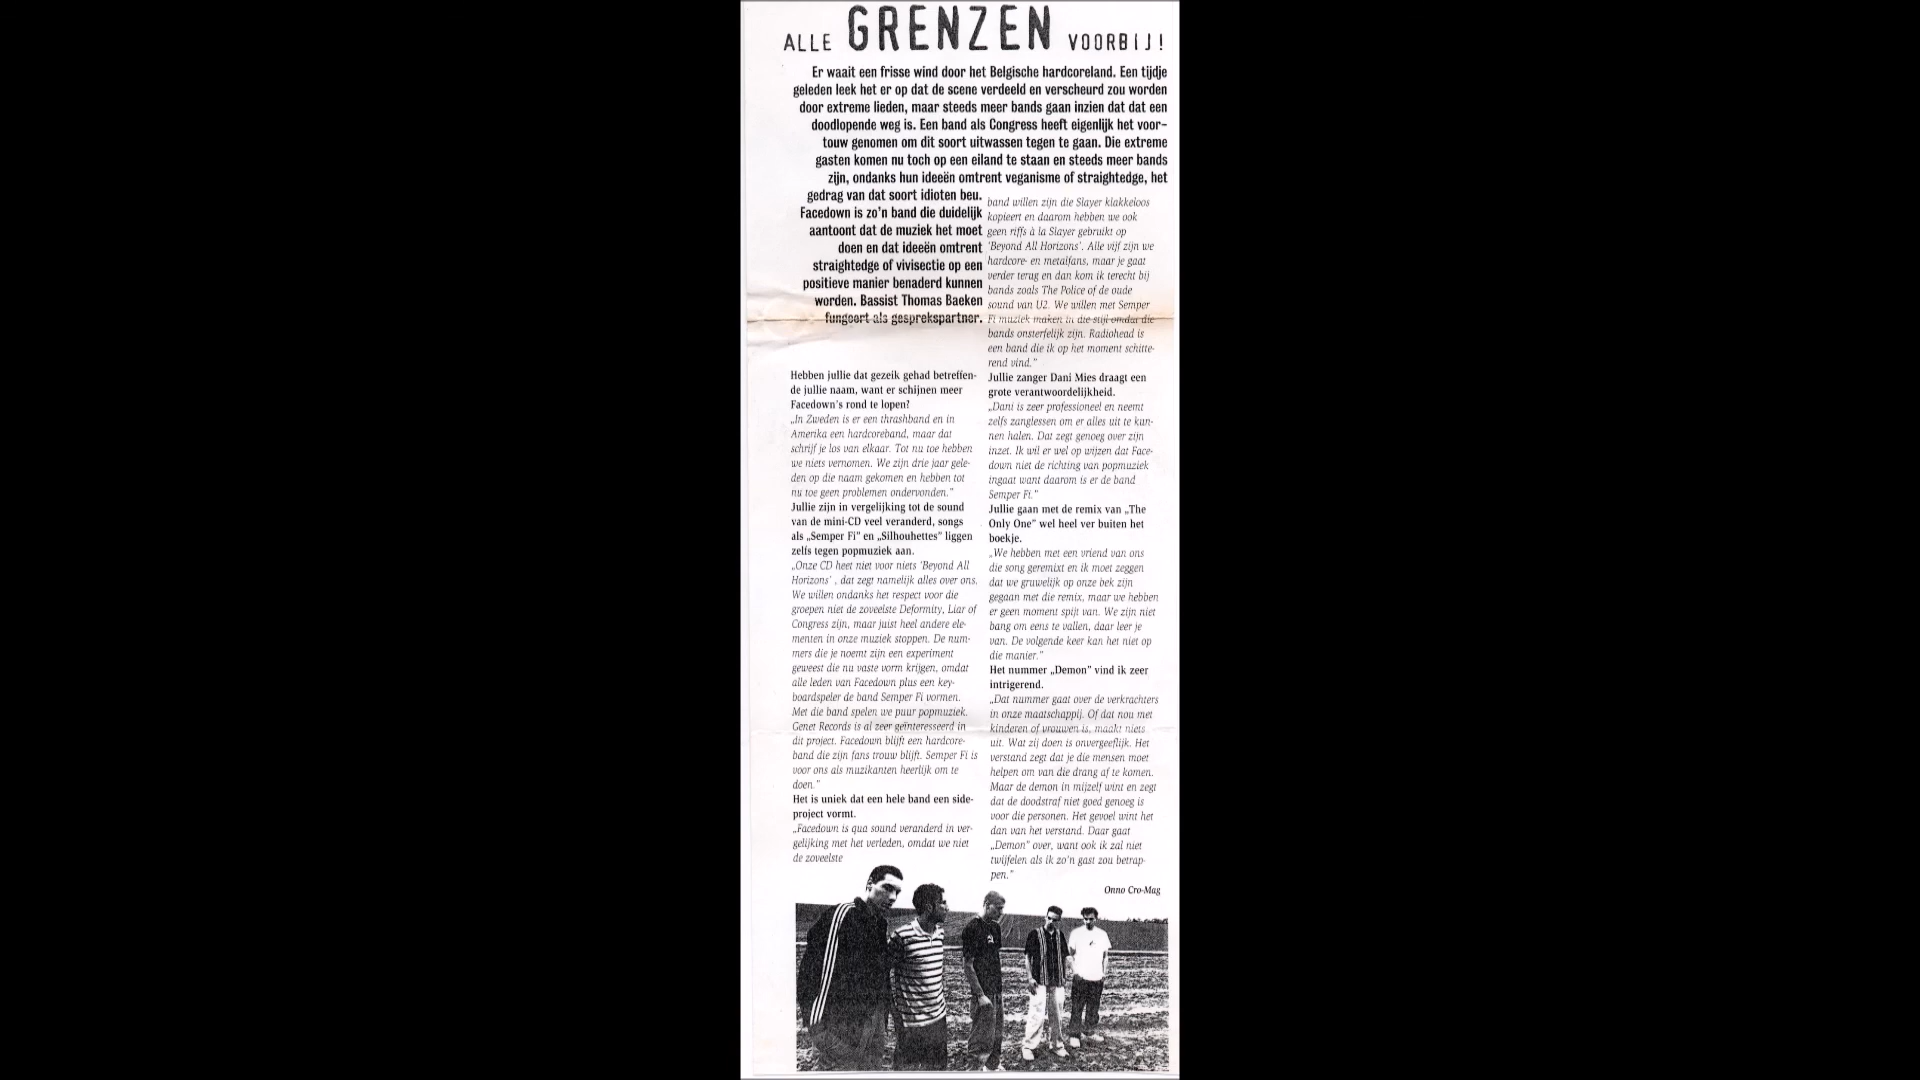 ALLE GRENZEN VOORBIJ!
Er waait een frisse wind door het Belgische hardcoreland. Een tijdje
geleden leek het er op dat de scene verdeeld en verscheurd zou worden
door extreme lieden, maar steeds meer bands gaan inzien dat dat een
doodlopende weg is. Een band als Congress heeft eigenlijk het voor-
touw genomen om dit soort uitwassen tegen te gaan. Die extreme
gasten komen nu toch op een eiland te staan en steeds meer bands
zijn, ondanks hun ideeën omtrent veganisme of straightedge, het
gedrag van dat soort idioten beu.
Facedown is zo'n band die duidelijk
aantoont dat de muziek het moet
doen en dat ideeën omtrent
straightedge of vivisectie op een
positieve manier benaderd kunnen
worden. Bassist Thomas Baeken
fungeert als gesprekspartner.
Hebben jullie dat gezeik gehad betreffen-
de jullie naam, want er schijnen meer
Facedown's rond te lopen?
„In Zweden is er een thrashband en in
Amerika een hardcoreband, maar dat
schrijf je los van elkaar. Tot nu toe hebben
we niets vernomen. We zijn drie jaar gele-
den op die naam gekomen en hebben tot
nu toe geen problemen ondervonden."
Jullie zijn in vergelijking tot de sound
van de mini-CD veel veranderd, songs
als „Semper Fi" en „Silhouhettes" liggen
zelfs tegen popmuziek aan.
„Onze CD heet niet voor niets 'Beyond All
Horizons' , dat zegt namelijk alles over ons.
We willen ondanks het respect voor die
groepen niet de zoveelste Deformity, Liar of
Congress zijn, maar juist heel andere ele-
menten in onze muziek stoppen. De num-
mers die je noemt zijn een experiment
geweest die nu vaste vorm krijgen, omdat
alle leden van Facedown plus een key-
boardspeler de band Semper Fi vormen.
Met die band spelen we puur popmuziek.
Genet Records is al zeer geïnteresseerd in
dit project. Facedown blijft een hardcore-
band die zijn fans trouw blijft. Semper Fi is
voor ons als muzikanten heerlijk om te
doen."
Het is uniek dat een hele band een side-
project vormt.
„Facedown is qua sound veranderd in ver-
gelijking met het verleden, omdat we niet
de zoveelste
band willen zijn die Slayer klakkeloos
kopieert en daarom hebben we ook
geen riffs à la Slayer gebruikt op
'Beyond All Horizons'. Alle vijf zijn we
hardcore- en metalfans, maar je gaat
verder terug en dan kom ik terecht bij
bands zoals The Police of de oude
sound van U2. We willen met Semper
Fi muziek maken in die stijl omdat die
bands onsterfelijk zijn. Radiohead is
een band die ik op het moment schitte-
rend vind."
Jullie zanger Dani Mies draagt een
grote verantwoordelijkheid.
„Dani is zeer professioneel en neemt
zelfs zanglessen om er alles uit te kun-
nen halen. Dat zegt genoeg over zijn
inzet. Ik wil er wel op wijzen dat Face-
down niet de richting van popmuziek
ingaat want daarom is er de band
Semper Fi."
Jullie gaan met de remix van „The
Only One" wel heel ver buiten het
boekje.
„We hebben met een vriend van ons
die song geremixt en ik moet zeggen
dat we gruwelijk op onze bek zijn
gegaan met die remix, maar we hebben
er geen moment spijt van. We zijn niet
bang om eens te vallen, daar leer je
van. De volgende keer kan het niet op
die manier."
Het nummer „Demon" vind ik zeer
intrigerend.
„Dat nummer gaat over de verkrachters
in onze maatschappij. Of dat nou met
kinderen of vrouwen is, maakt niets
uit. Wat zij doen is onvergeeflijk. Het
verstand zegt dat je die mensen moet
helpen om van die drang af te komen.
Maar de demon in mijzelf wint en zegt
dat de doodstraf niet goed genoeg is
voor die personen. Het gevoel wint het
dan van het verstand. Daar gaat
„Demon" over, want ook ik zal niet
twijfelen als ik zo'n gast zou betrap-
pen."
Onno Cro-Mag